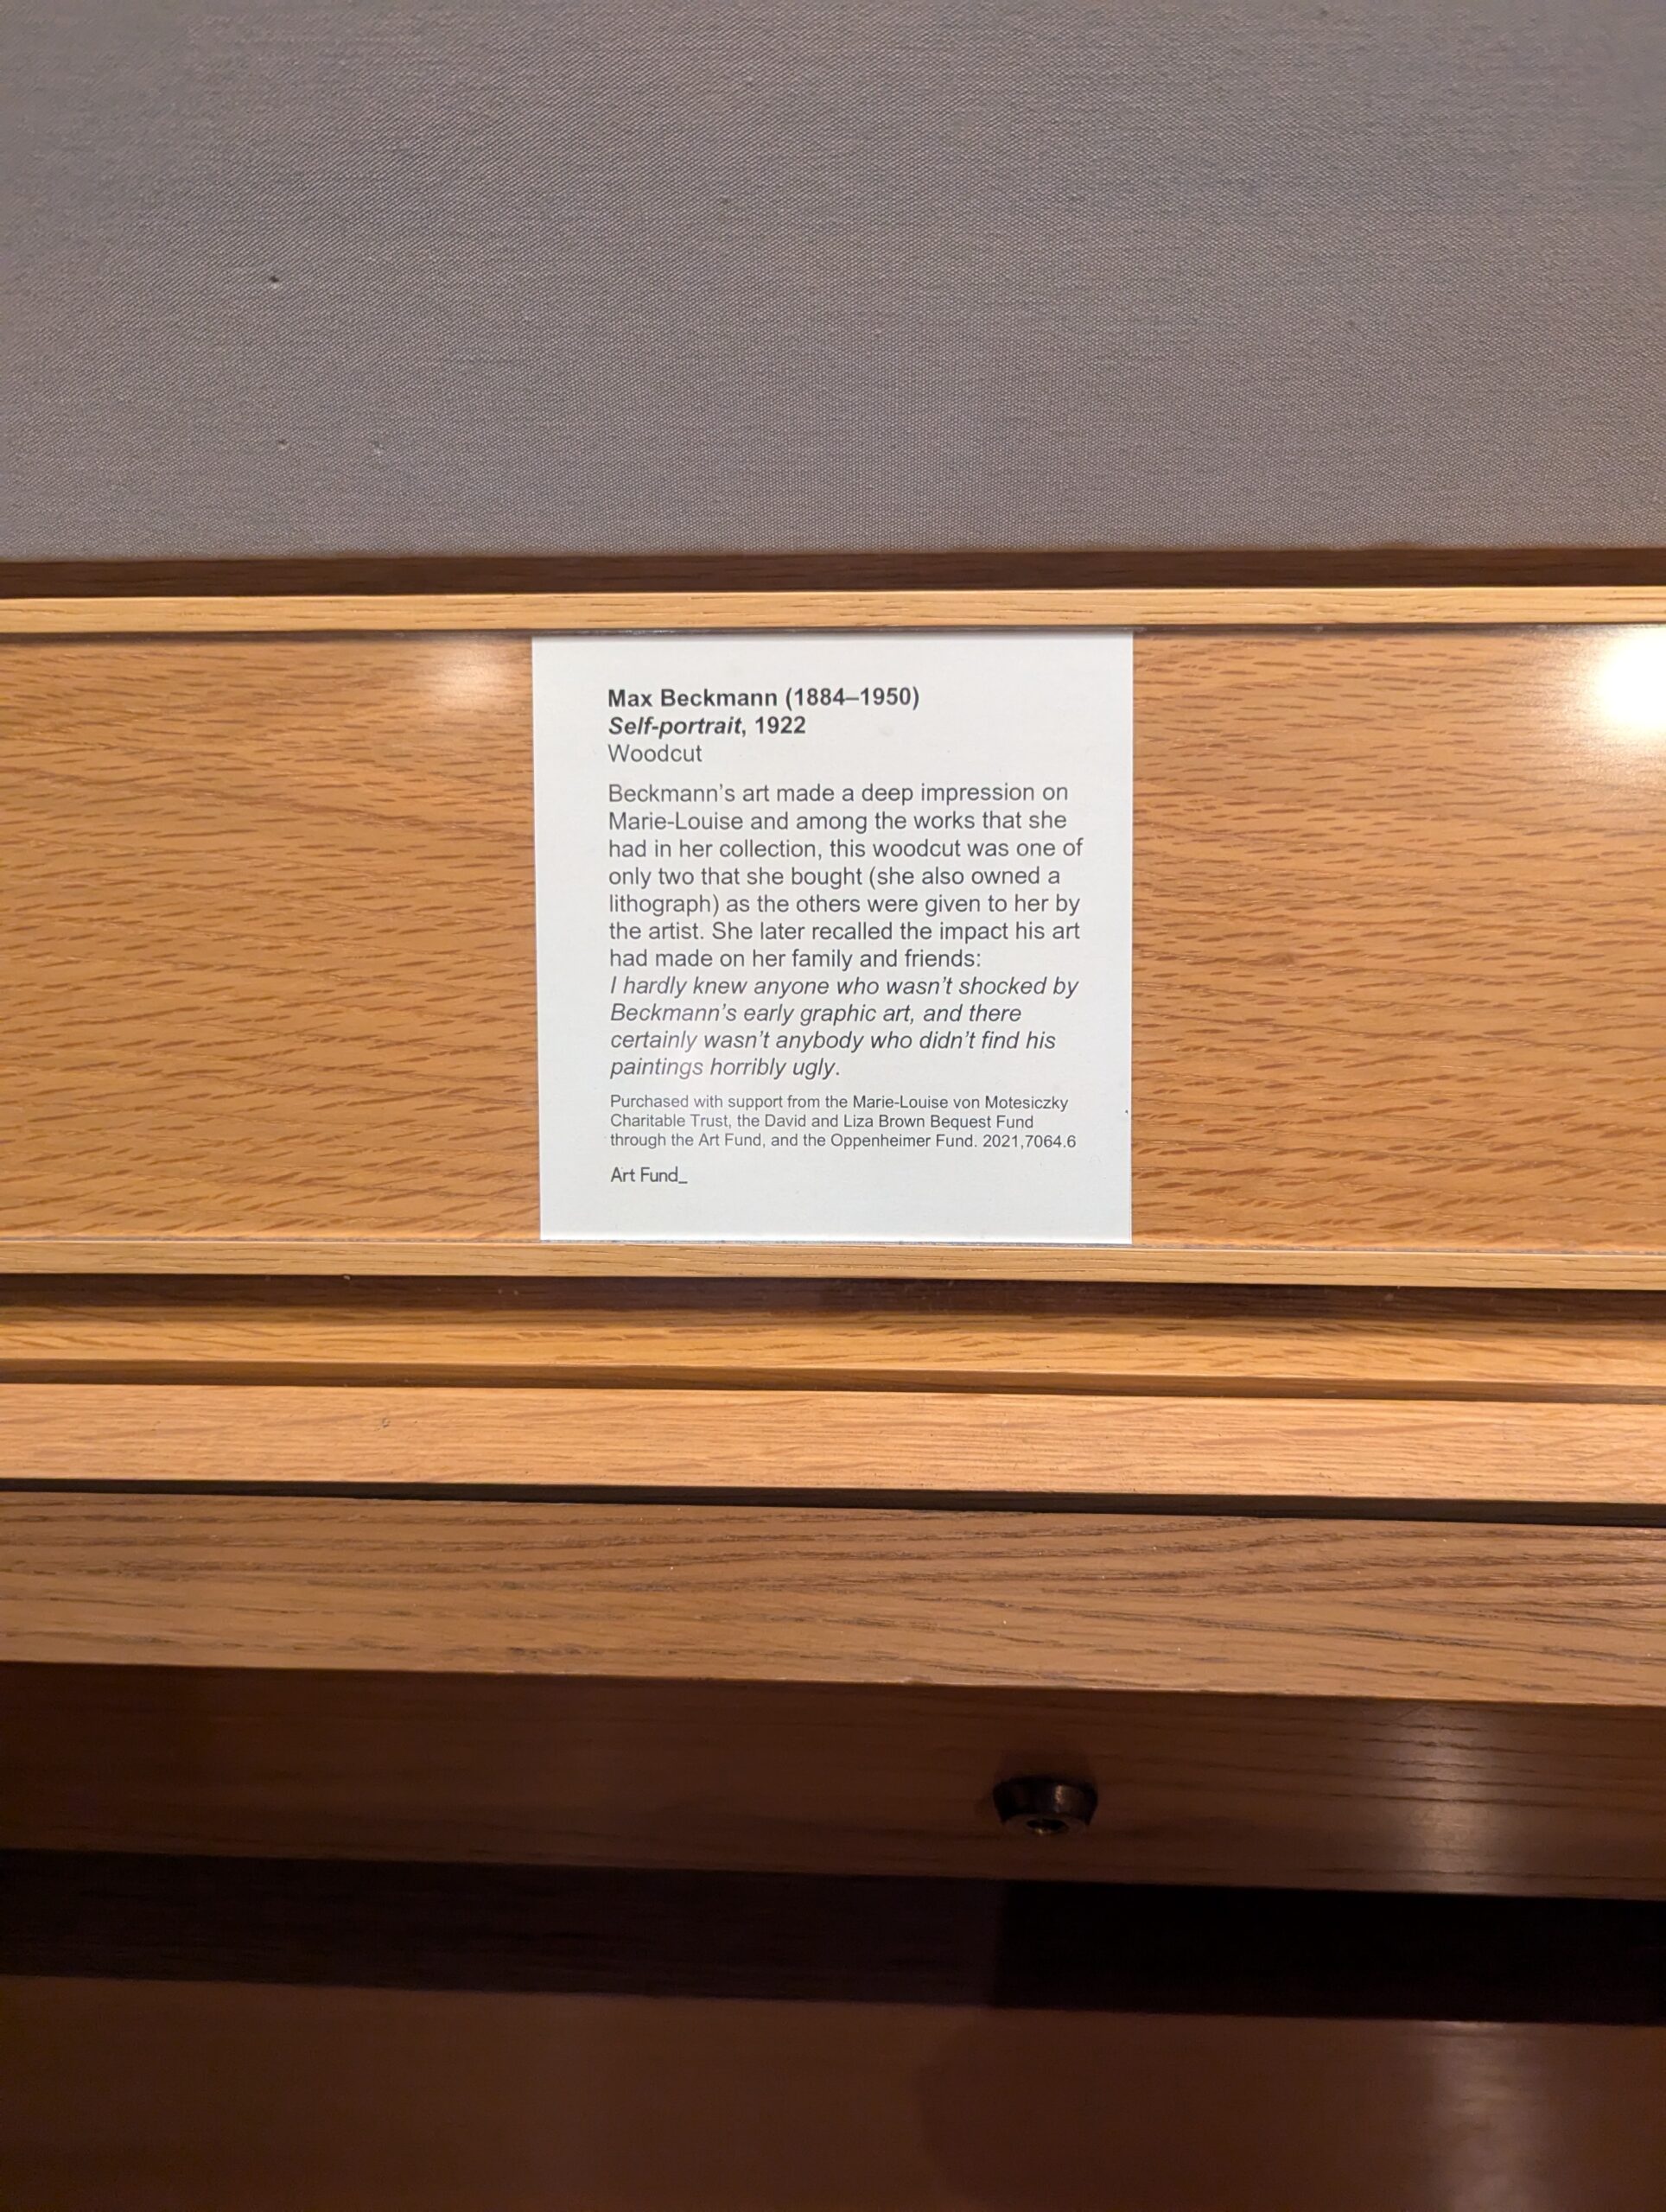 Max Beckmann (1884–1950)
Self-portrait, 1922
Woodcut
Beckmann’s art made a deep impression on
Marie-Louise and among the works that she
had in her collection, this woodcut was one of
only two that she bought (she also owned a
lithograph) as the others were given to her by
the artist. She later recalled the impact his art
had made on her family and friends:
I hardly knew anyone who wasn’t shocked by
Beckmann’s early graphic art, and there
certainly wasn’t anybody who didn’t find his
paintings horribly ugly.
Purchased with support from the Marie-Louise von Motesiczky
Charitable Trust, the David and Liza Brown Bequest Fund
through the Art Fund, and the Oppenheimer Fund. 2021,7064.6
Art Fund_